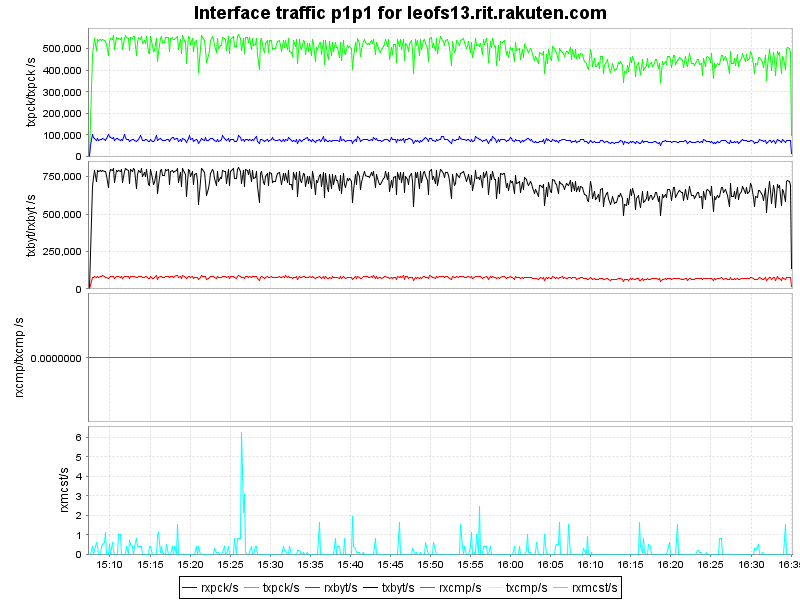 Interface traffic p1p1 for leofs13.rit.rakuten.com
txpck/txpck /s
500,000
400,000
300,000
200,000
100,000
0
txbyt/rxbyt /s
750,000
500,000
250,000
0
rxcmp/txcmp /s
0.0000000
rxmcst/s
6
5
4
3
2
1
0
15:10 15:15 15:20 15:25 15:30 15:35 15:40 15:45 15:50 15:55 16:00 16:05 16:10 16:15 16:20 16:25 16:30 16:3
rxpck/s txpck/s rxbyt/s txbyt/s rxcmp/s txcmp/s rxmcst/s